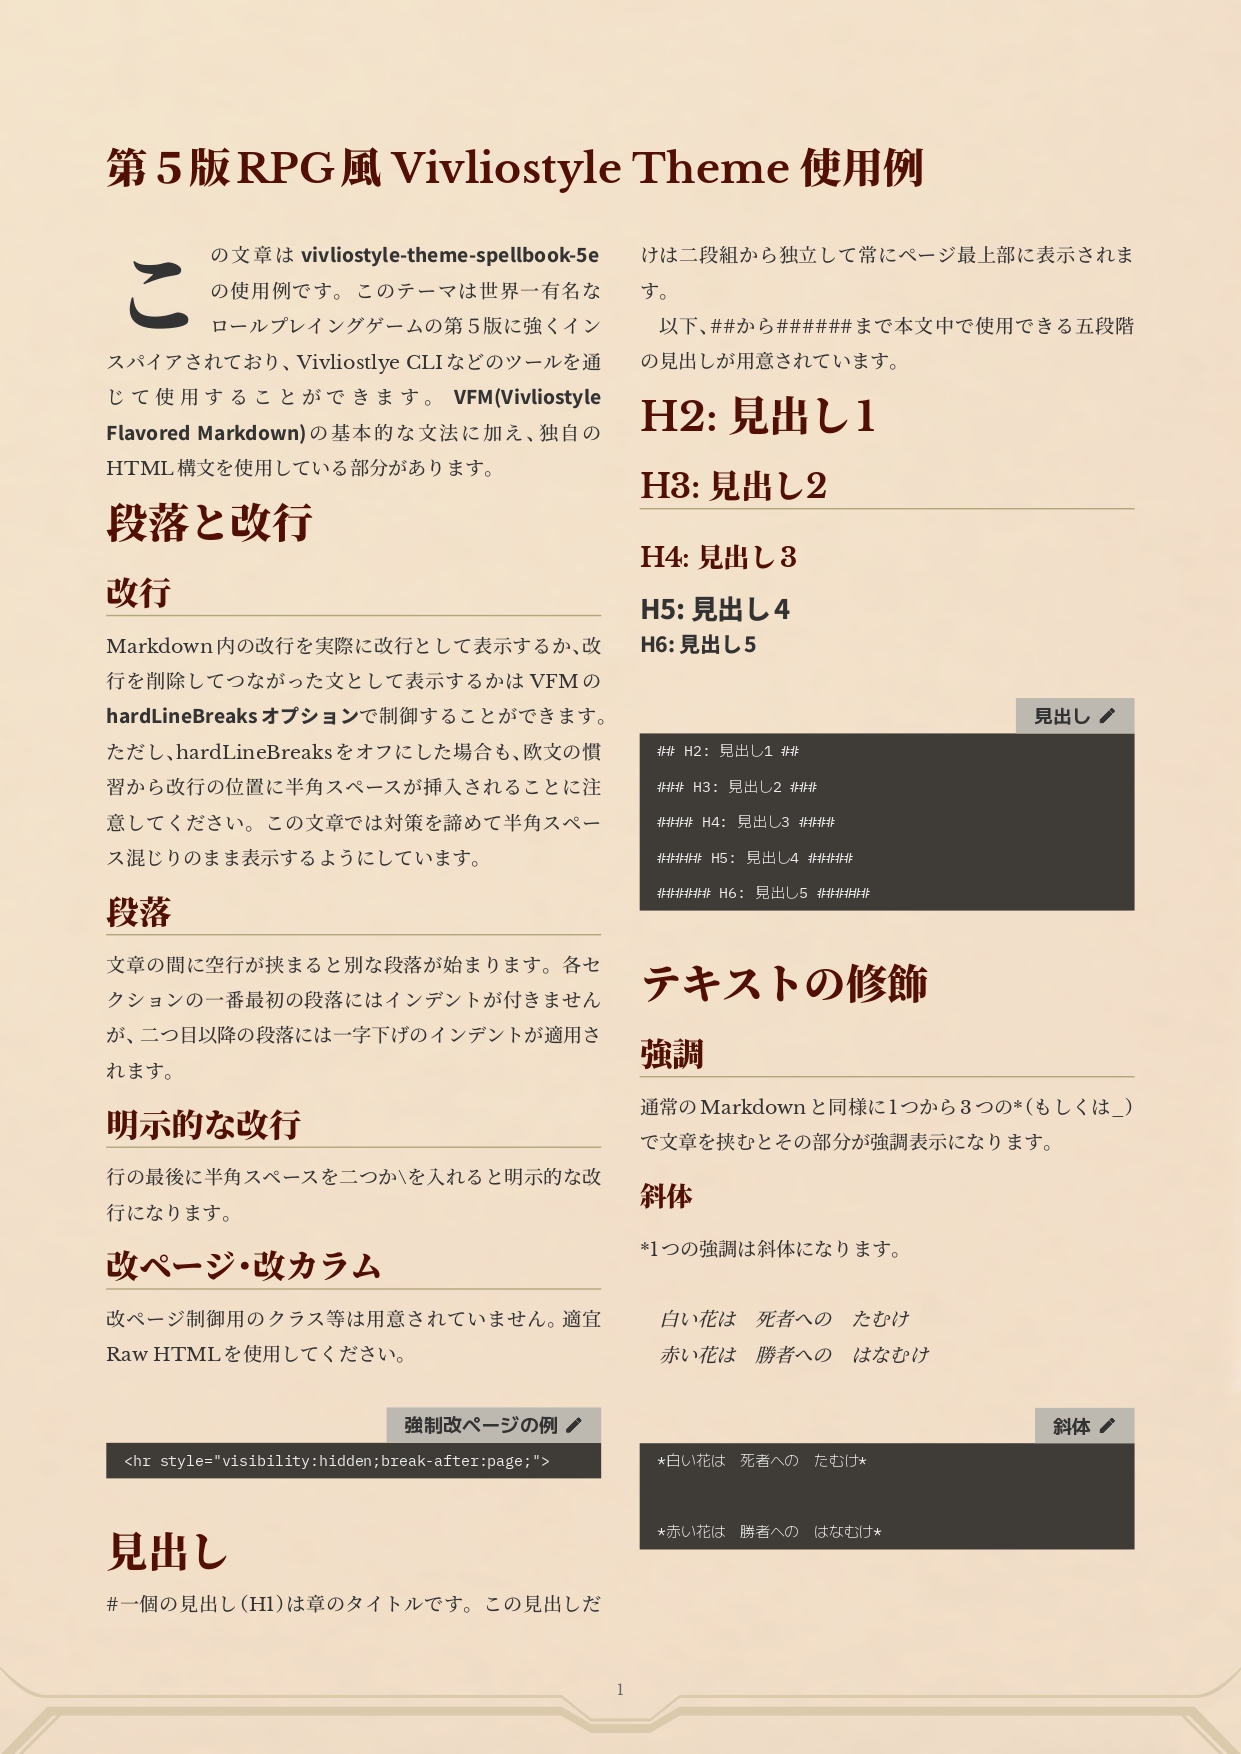 第5版RPG風 Vivliostyle Theme 使用例
この文章は vivliostyle-theme-spellbook-5e
の使用例です。このテーマは世界一有名な
ロールプレイングゲームの第5版に強くイン
スパイアされており、Vivliostlye CLIなどのツールを通
じて使用することができます。 VFM(Vivliostyle
Flavored Markdown)の基本的な文法に加え、独自の
HTML構文を使用している部分があります。
段落と改行
改行
Markdown内の改行を実際に改行として表示するか、改
行を削除してつながった文として表示するかは VFMの
hardLineBreaksオプションで制御することができます。
ただし、hardLineBreaksをオフにした場合も、欧文の慣
習から改行の位置に半角スペースが挿入されることに注
意してください。この文章では対策を諦めて半角スペー
ス混じりのまま表示するようにしています。
段落
文章の間に空行が挟まると別な段落が始まります。各セ
クションの一番最初の段落にはインデントが付きません
が、二つ目以降の段落には一字下げのインデントが適用さ
れます。
明示的な改行
行の最後に半角スペースを二つか\を入れると明示的な改
行になります。
改ページ・改カラム
改ページ制御用のクラス等は用意されていません。適宜
Raw HTMLを使用してください。
強制改ページの例
<hr style="visibility:hidden;break-after:page;">
見出し
#一個の見出し（H1）は章のタイトルです。この見出しだ
けは二段組から独立して常にページ最上部に表示されま
す。
以下、##から######まで本文中で使用できる五段階
の見出しが用意されています。
H2: 見出し1
H3: 見出し2
H4: 見出し3
H5: 見出し4
H6: 見出し5
見出し
## H2: 見出し1 ##
### H3: 見出し2 ###
#### H4: 見出し3 ####
##### H5: 見出し4 #####
###### H6: 見出し5 ######
テキストの修飾
強調
通常のMarkdownと同様に1つから3つの*（もしくは_）
で文章を挟むとその部分が強調表示になります。
斜体
*1つの強調は斜体になります。
白い花は　死者への　たむけ
赤い花は　勝者への　はなむけ
斜体
*白い花は　死者への　たむけ*
*赤い花は　勝者への　はなむけ*
1